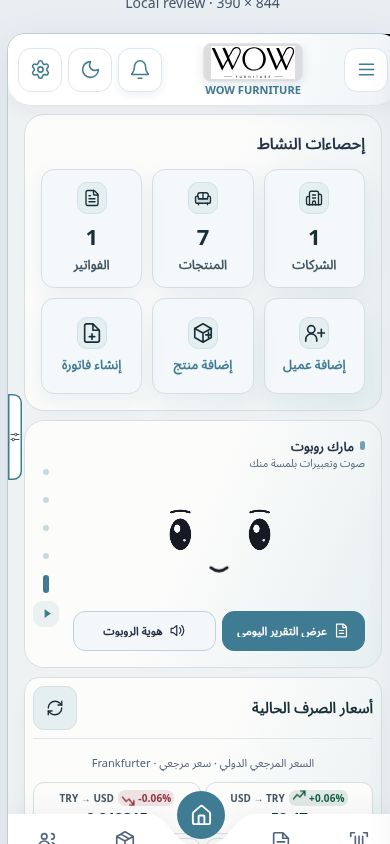 Local review · 390 × 844
WOW
FURNITURE
WOW FURNITURE
إحصاءات النشاط
1
الشركات
7
المنتجات
1
الفواتير
إضافة عميل
إضافة منتج
إنشاء فاتورة
مارك روبوت
صوت وتعبيرات بلمسة منك
عرض التقرير اليومي
هوية الروبوت
أسعار الصرف الحالية
السعر المرجعي الدولي · سعر مرجعي · Frankfurter
USD → TRY +0.06%
TRY → USD -0.06%